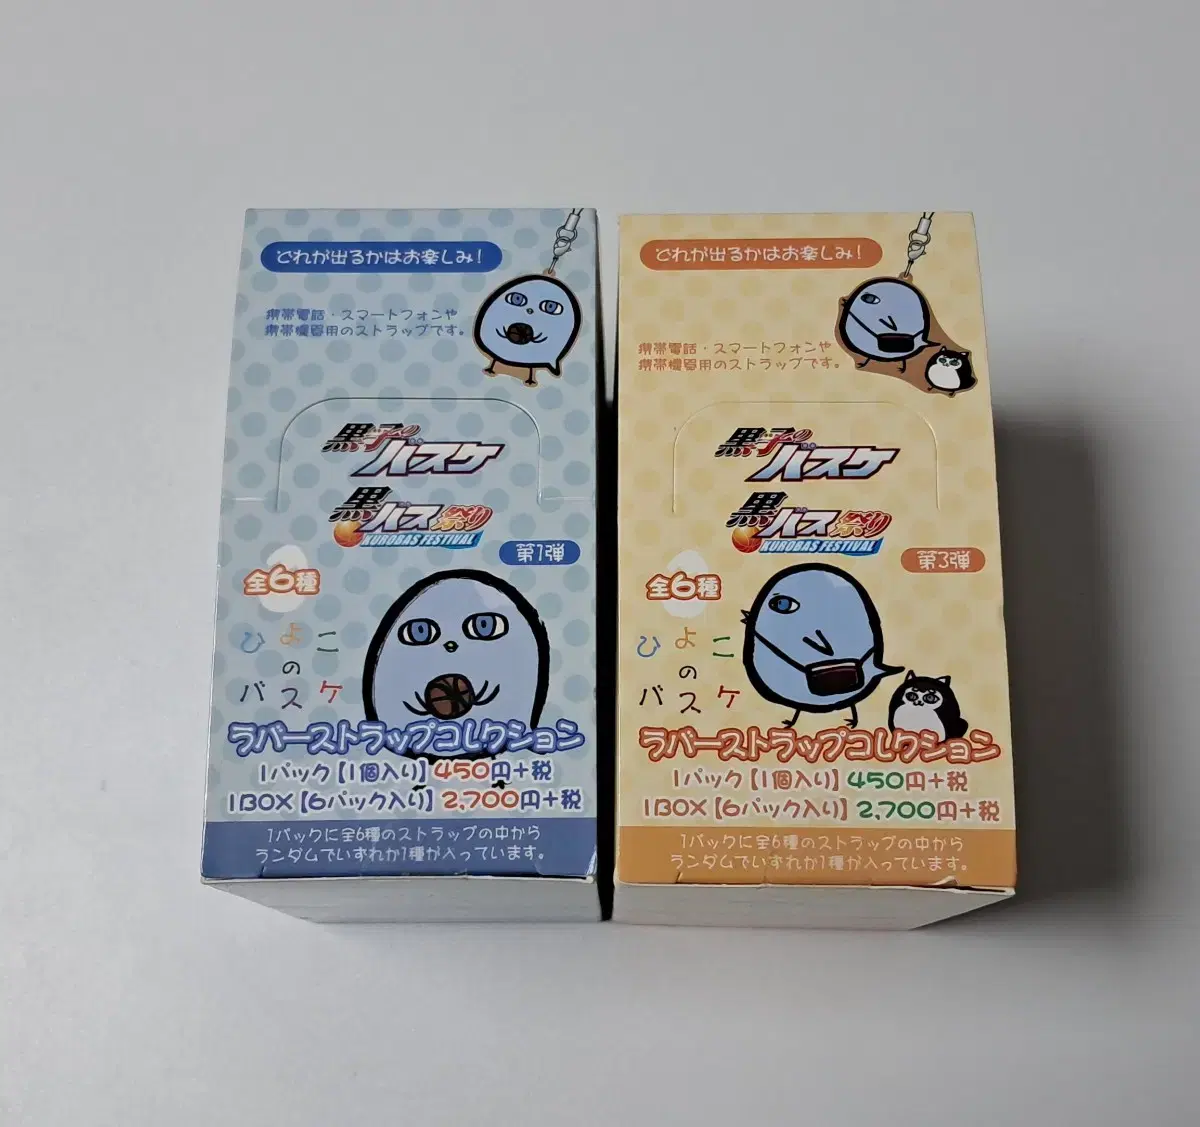 どれが出るかはお楽しみ!
携帯電話・スマートフォンや
携帯機器用のストラップです。
黒子のバスケ
黒バス祭り
KUROBAS FESTIVAL
第1弾
全6種
ひよこ
の
バスケ
ラバーストラップコレクション
1パック【1個入り】450円+税
1BOX【6パック入り】2,700円+税
1パックに全6種のストラップの中から
ランダムでいずれか1種が入っています。
どれが出るかはお楽しみ!
携帯電話・スマートフォンや
携帯機器用のストラップです。
黒子のバスケ
黒バス祭り
KUROBAS FESTIVAL
第3弾
全6種
ひよこ
の
バスケ
ラバーストラップコレクション
1パック【1個入り】450円+税
1BOX【6パック入り】2,700円+税
1パックに全6種のストラップの中から
ランダムでいずれか1種が入っています。